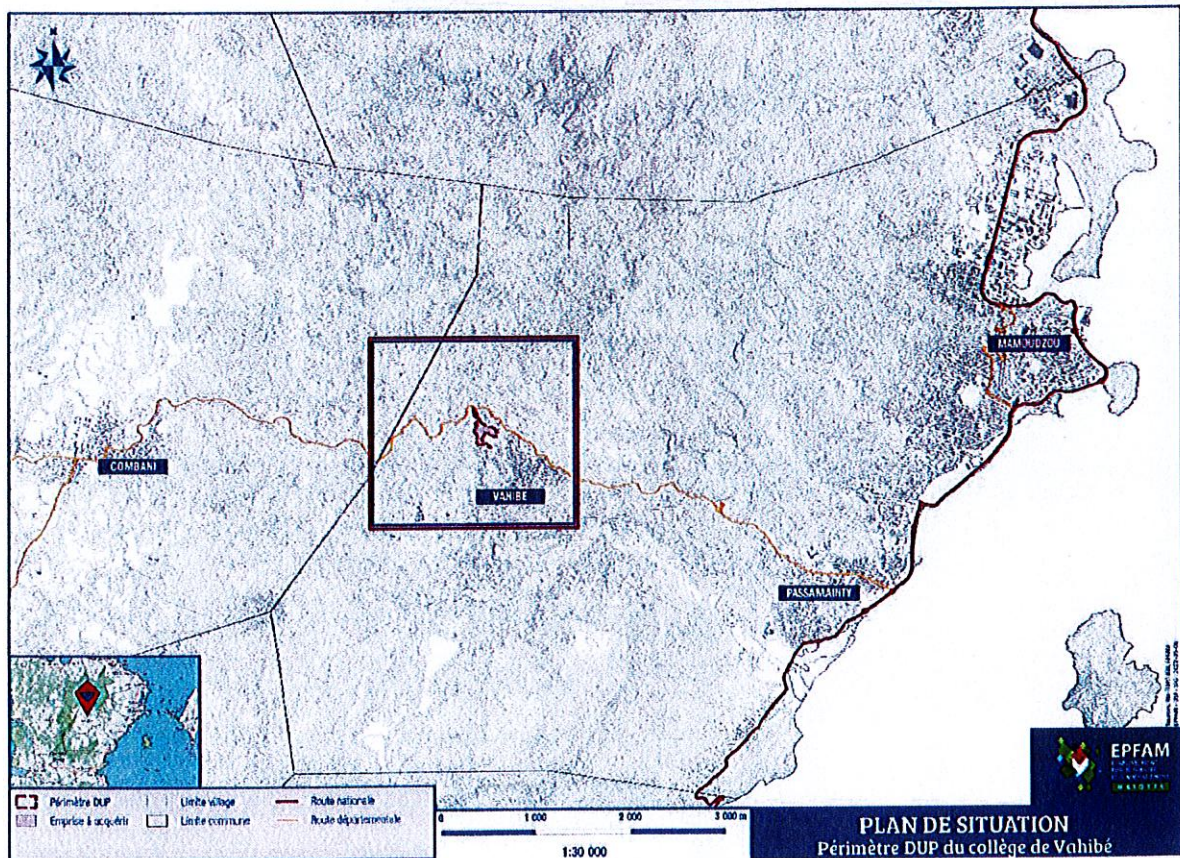 N
MAMOUDZOU
COMBANI
VAHIBE
PASSAMAINTY
EPFAM
MAYOTTE
Périmètre DUP
Limite village
Route nationale
Emprise à acquérir
Limite commune
Route départementale
0 1 000 2 000 3 000 m
1:30 000
PLAN DE SITUATION
Périmètre DUP du collège de Vahibé